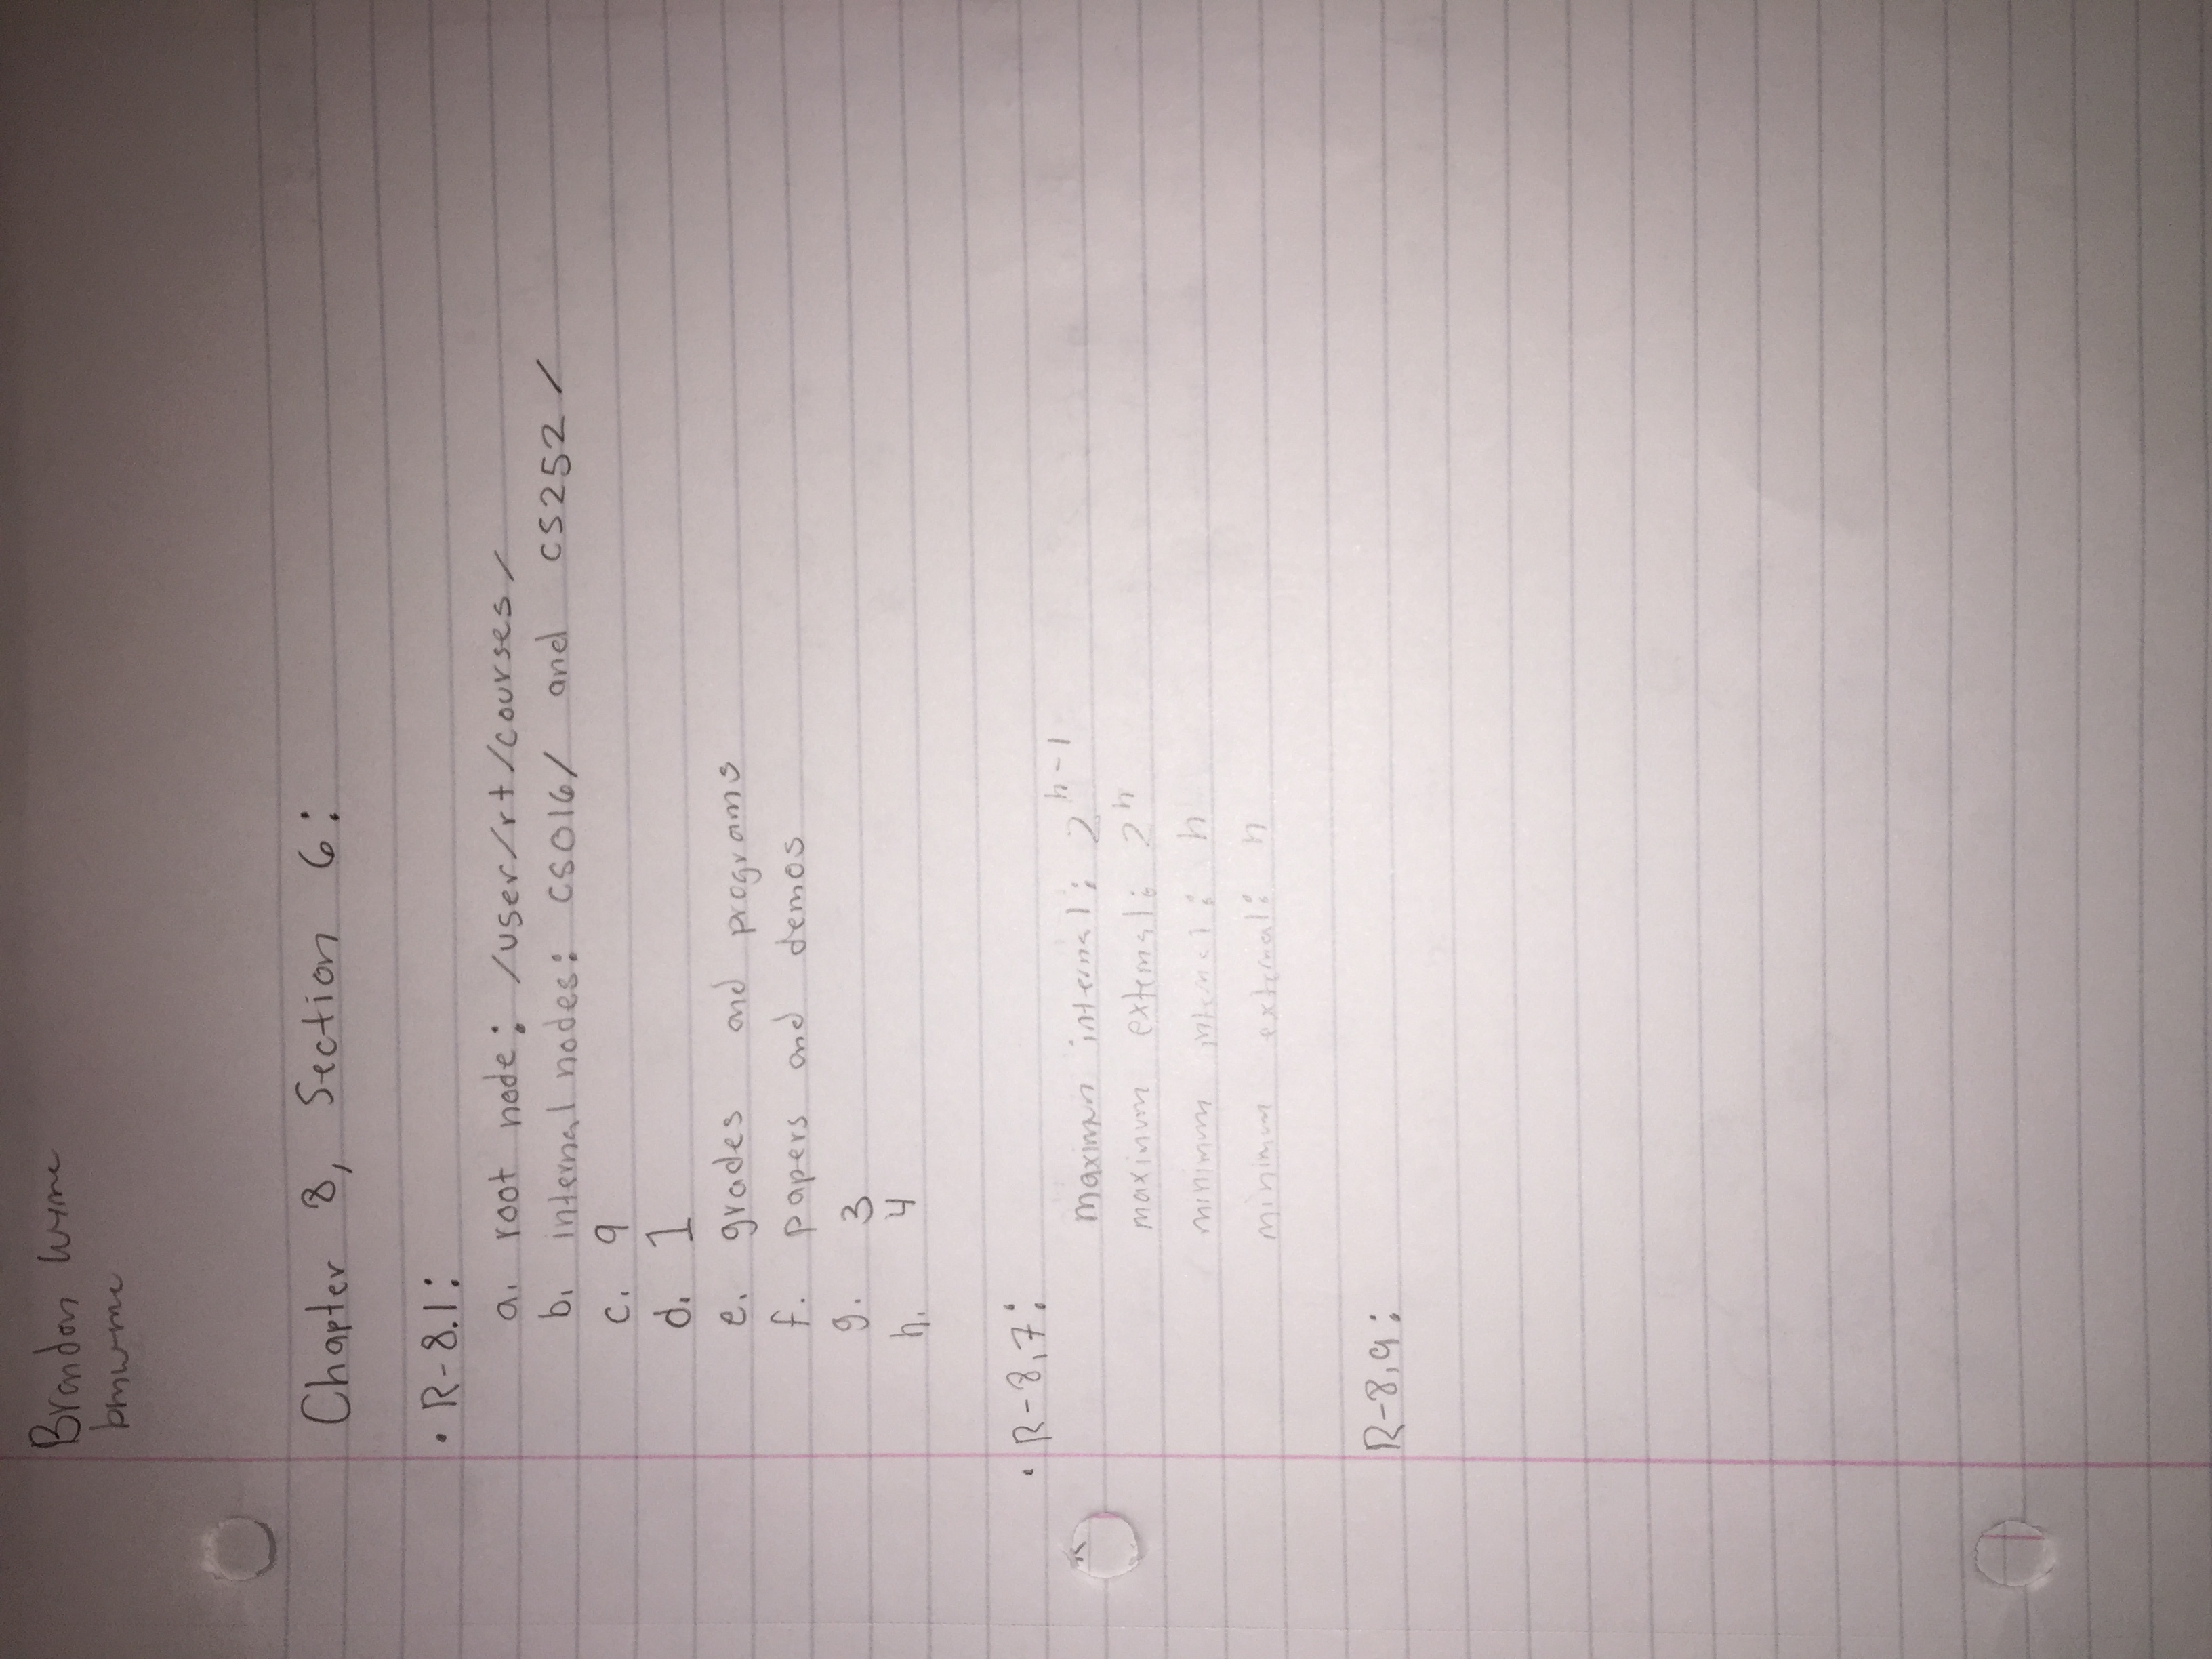 Brandon
Chapter 8, Section 6:
• R-8.1:
a. root node: /user/rt/courses/
b. internal nodes: CS016/ and CS252/
c. 9
d. 1
e. grades and programs
f. papers and demos
g. 3
h. 4
• R-8.7:
maximum internal: 2^h-1
maximum external: 2^h
minimum internal: h
minimum external: h
R-8.9: